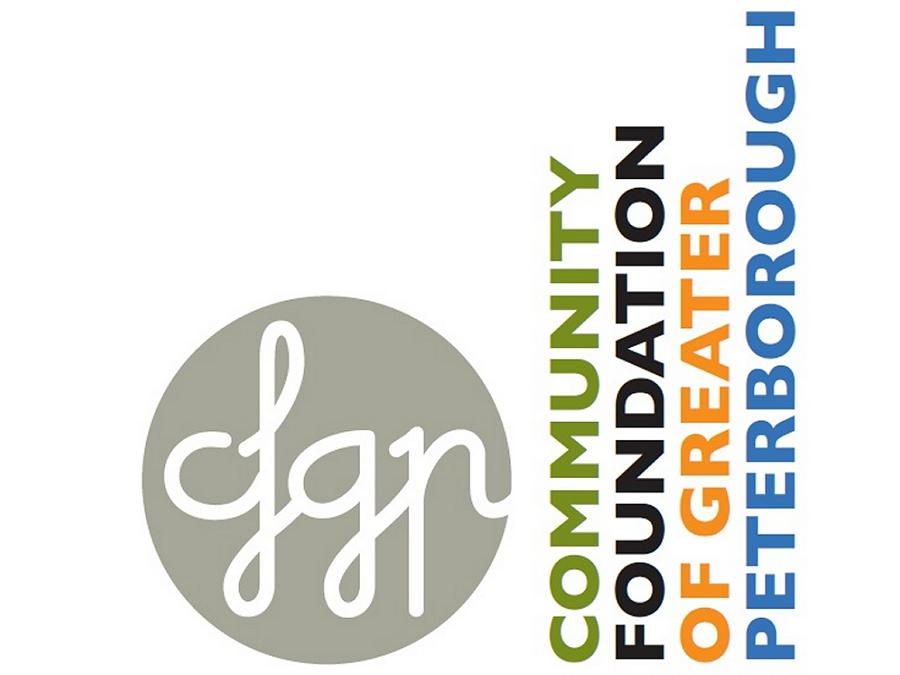 cfgp
COMMUNITY
FOUNDATION
OF GREATER
PETERBOROUGH